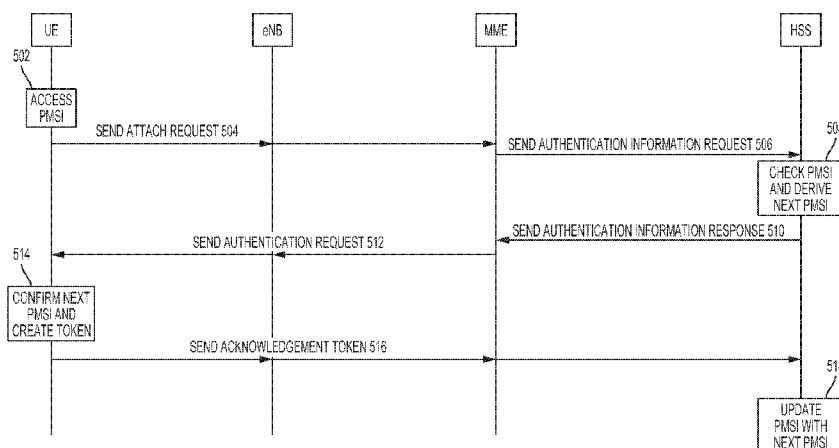 UE
eNB
MME
HSS
502
ACCESS
PMSI
SEND ATTACH REQUEST 504
SEND AUTHENTICATION INFORMATION REQUEST 506
CHECK PMSI
AND DERIVE
NEXT PMSI
SEND AUTHENTICATION INFORMATION RESPONSE 510
SEND AUTHENTICATION REQUEST 512
514
CONFIRM NEXT
PMSI AND
CREATE TOKEN
SEND ACKNOWLEDGEMENT TOKEN 516
UPDATE
PMSI WITH
NEXT PMSI